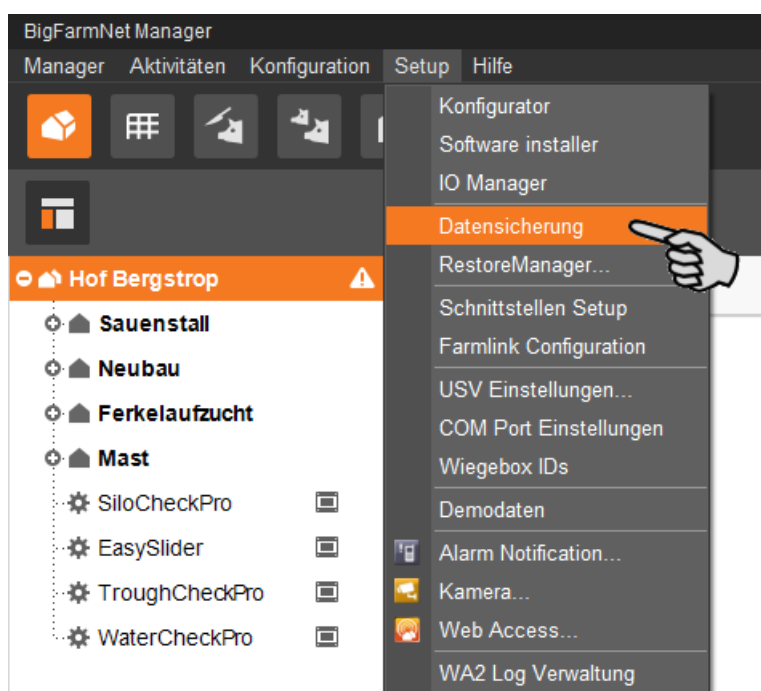 BigFarmNet Manager
Manager Aktivitäten Konfiguration Setup Hilfe
Konfigurator
Software installer
IO Manager
Datensicherung
RestoreManager...
Schnittstellen Setup
Farmlink Configuration
USV Einstellungen...
COM Port Einstellungen
Wiegebox IDs
Demodaten
Alarm Notification...
Kamera...
Web Access...
WA2 Log Verwaltung
Hof Bergstrop
Sauenstall
Neubau
Ferkelaufzucht
Mast
SiloCheckPro
EasySlider
TroughCheckPro
WaterCheckPro